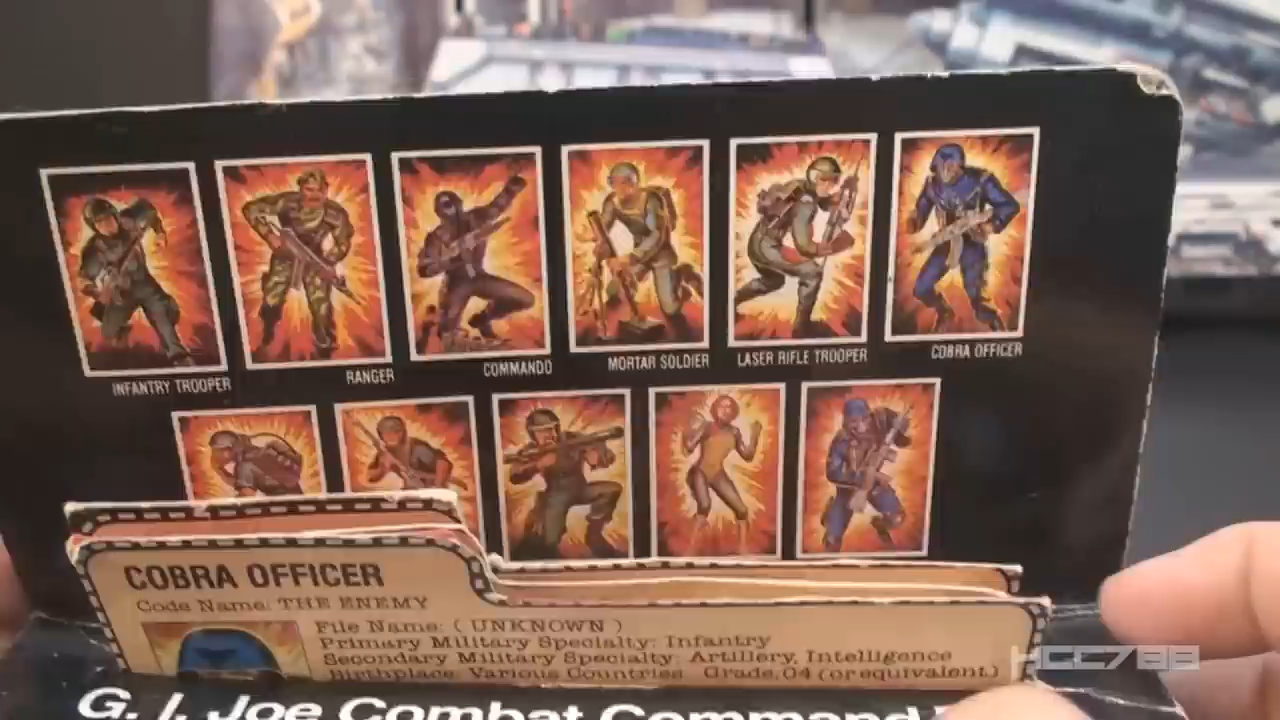 INFANTRY TROOPER
RANGER
COMMANDO
MORTAR SOLDIER
LASER RIFLE TROOPER
COBRA OFFICER
COBRA OFFICER
Code Name: THE ENEMY
File Name: ( UNKNOWN )
Primary Military Specialty: Infantry
Secondary Military Specialty: Artillery, Intelligence
Birthplace: Various Countries Grade: 04 (or equivalent)
G. I. Joe Combat Command
HCC788